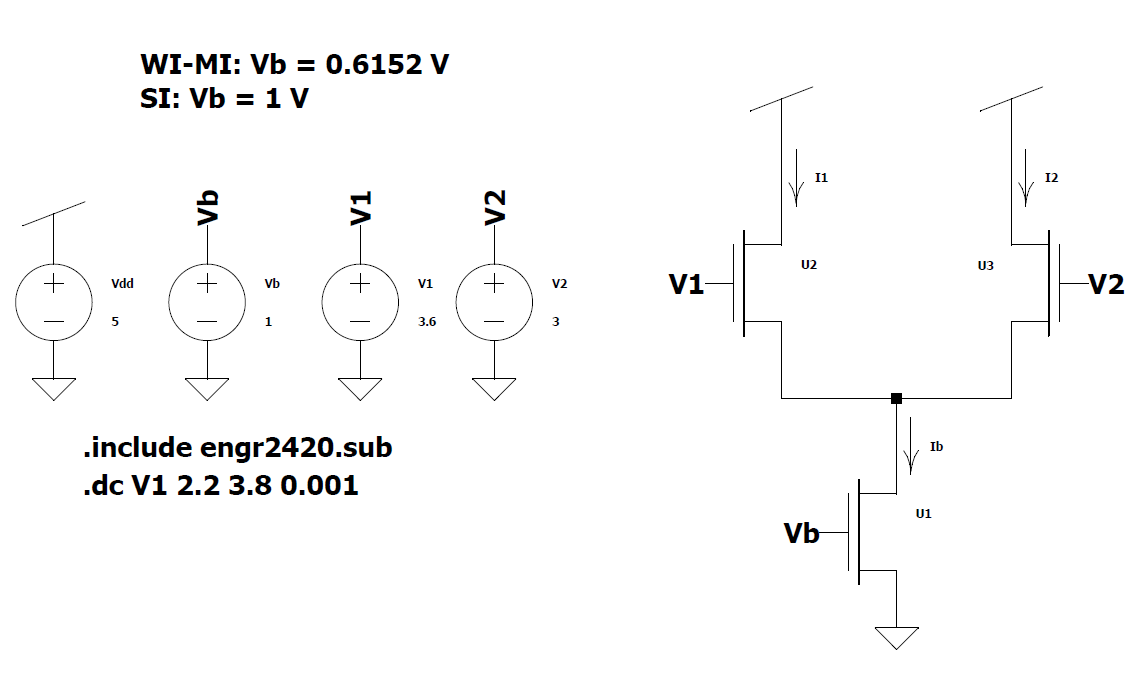 WI-MI: Vb = 0.6152 V
SI: Vb = 1 V
Vb
V1
V2
Vdd
5
Vb
1
V1
3.6
V2
3
.include engr2420.sub
.dc V1 2.2 3.8 0.001
I1
I2
U2
U3
V1
V2
Ib
U1
Vb